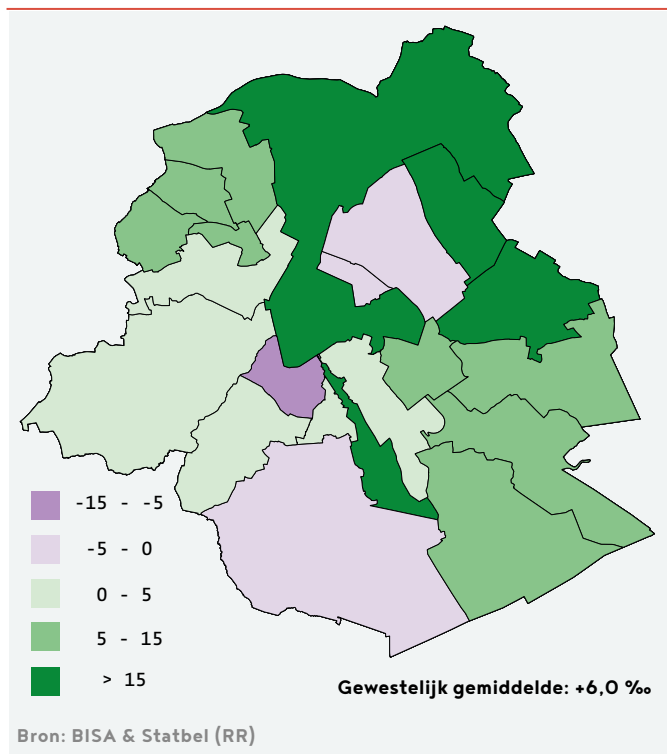 -15 - -5
-5 - 0
0 - 5
5 - 15
> 15
Gewestelijk gemiddelde: +6,0 ‰
Bron: BISA & Statbel (RR)